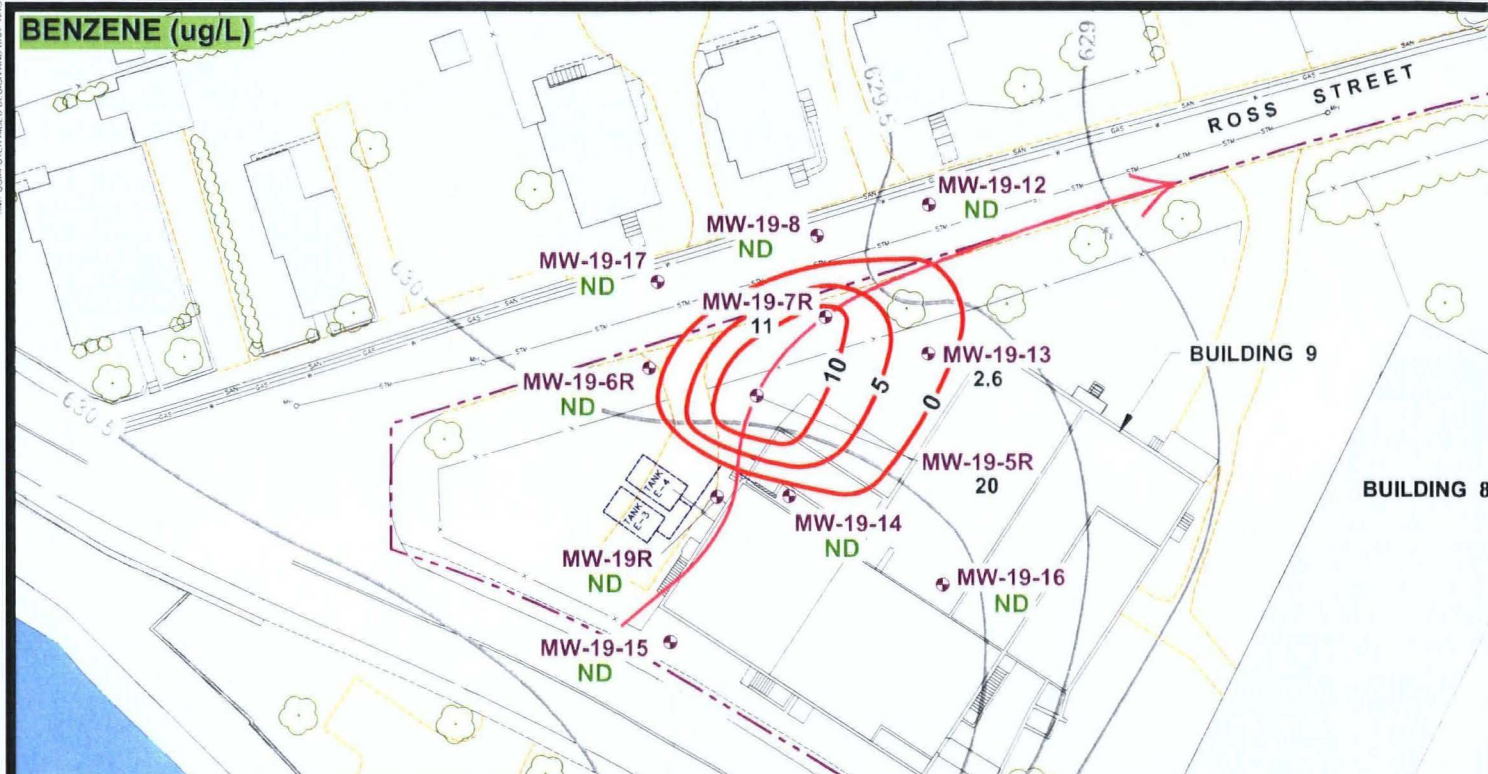 BENZENE (ug/L)
629.5
629
ROSS STREET
SAN
GAS
STM
MW-19-12
ND
MW-19-8
ND
MW-19-17
ND
630
MW-19-7R
11
MW-19-13
2.6
BUILDING 9
10
5
0
MW-19-6R
ND
630.5
MW-19-5R
20
BUILDING 8
TANK
E-4
TANK
E-3
MW-19-14
ND
MW-19R
ND
MW-19-16
ND
MW-19-15
ND